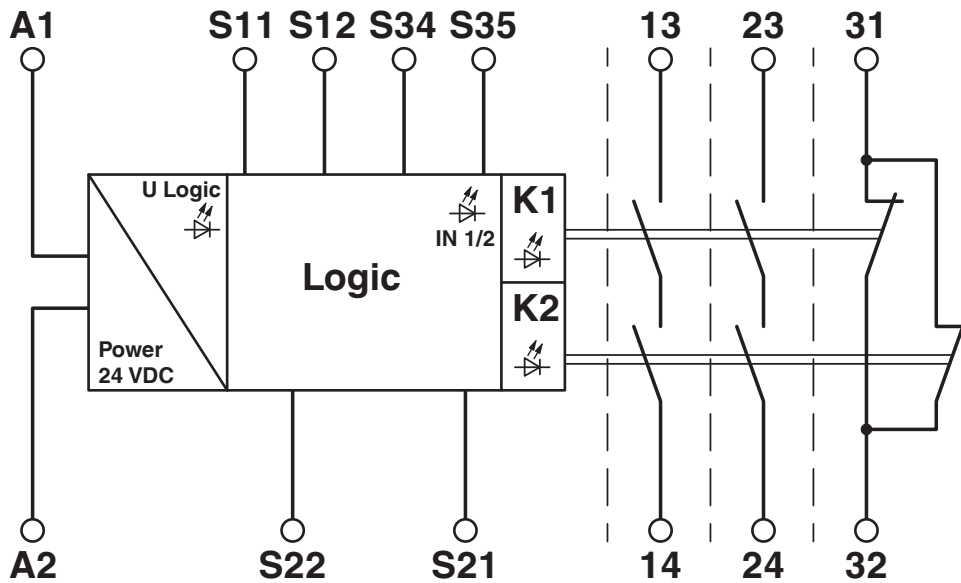 A1
S11
S12
S34
S35
13
23
31
U Logic
K1
IN 1/2
Logic
K2
Power
24 VDC
A2
S22
S21
14
24
32